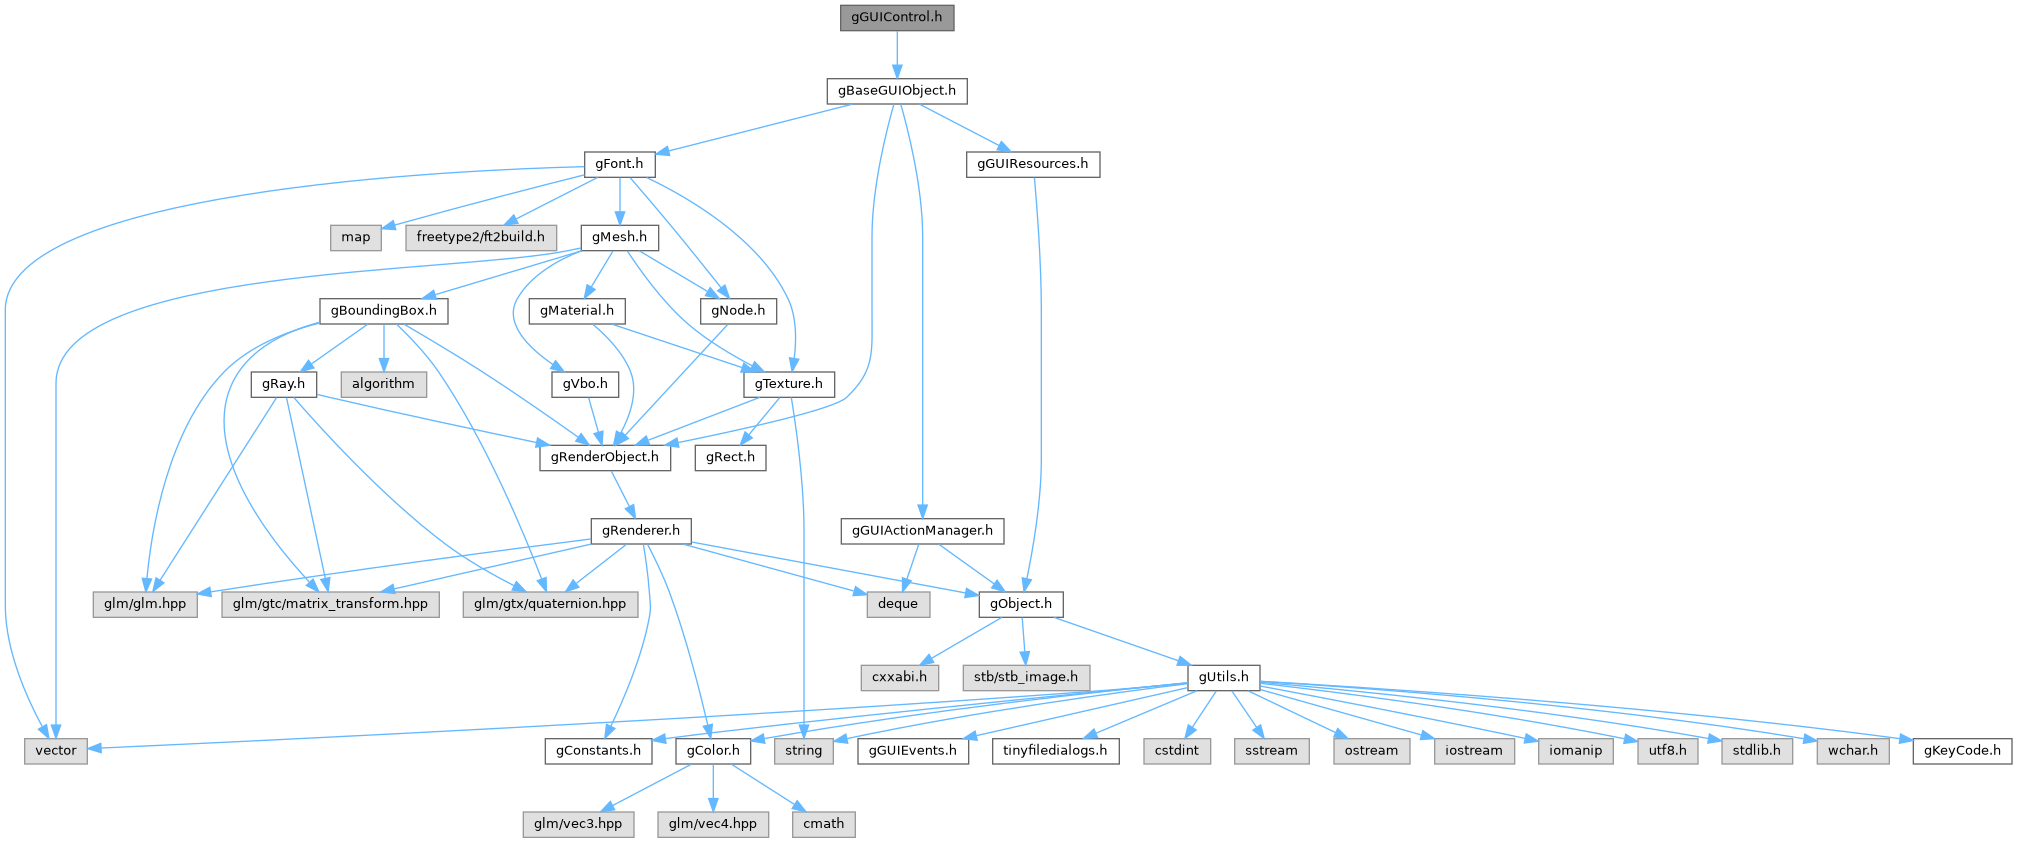 gGUIControl.h
gBaseGUIObject.h
gFont.h
gGUIResources.h
map
freetype2/ft2build.h
gMesh.h
gBoundingBox.h
gMaterial.h
gNode.h
gRay.h
algorithm
gVbo.h
gTexture.h
gRenderObject.h
gRect.h
gRenderer.h
gGUIActionManager.h
glm/glm.hpp
glm/gtc/matrix_transform.hpp
glm/gtx/quaternion.hpp
deque
gObject.h
cxxabi.h
stb/stb_image.h
gUtils.h
vector
gConstants.h
gColor.h
string
gGUIEvents.h
tinyfiledialogs.h
cstdint
sstream
ostream
iostream
iomanip
utf8.h
stdlib.h
wchar.h
gKeyCode.h
glm/vec3.hpp
glm/vec4.hpp
cmath